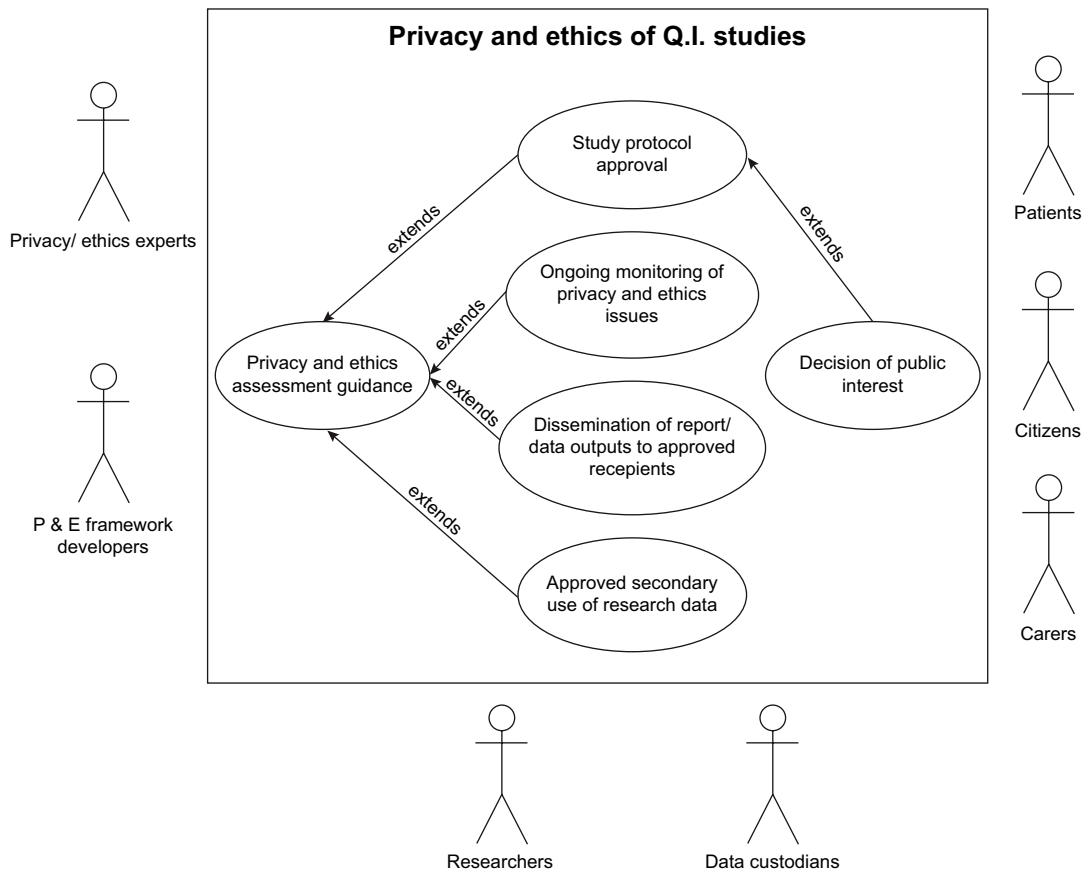 Privacy and ethics of Q.I. studies
Privacy/ ethics experts
P & E framework
developers
Study protocol
approval
extends
extends
Ongoing monitoring of
privacy and ethics
issues
extends
Privacy and ethics
assessment guidance
Decision of public
interest
extends
Dissemination of report/
data outputs to approved
recepients
extends
Approved secondary
use of research data
Patients
Citizens
Carers
Researchers
Data custodians